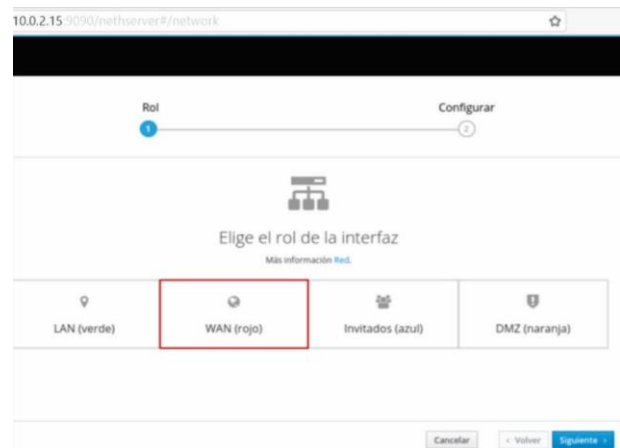 10.0.2.15:9090/nethserver#/network
Rol
Configurar
1
2
Elige el rol de la interfaz
Más información Red.
LAN (verde)
WAN (rojo)
Invitados (azul)
DMZ (naranja)
Cancelar
‹ Volver
Siguiente ›